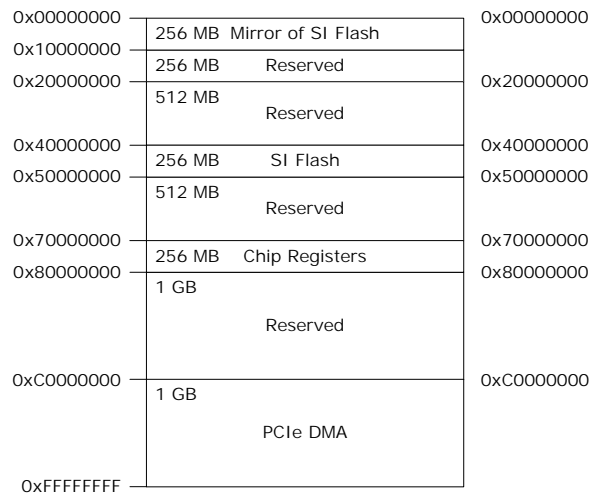 0x00000000 0x00000000
256 MB Mirror of SI Flash
0x10000000
256 MB Reserved
0x20000000 0x20000000
512 MB
Reserved
0x40000000 0x40000000
256 MB SI Flash
0x50000000 0x50000000
512 MB
Reserved
0x70000000 0x70000000
256 MB Chip Registers
0x80000000 0x80000000
1 GB
Reserved
0xC0000000 0xC0000000
1 GB
PCIe DMA
0xFFFFFFFF